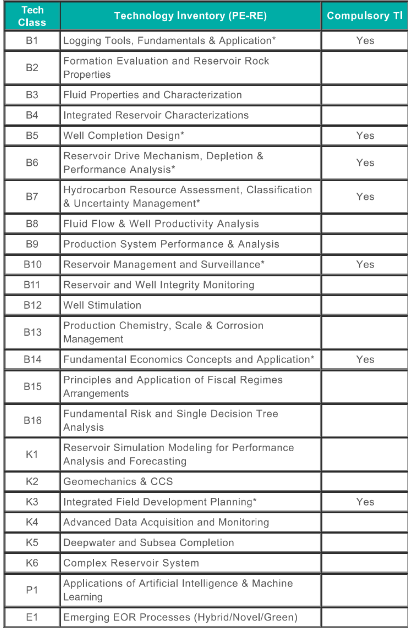 Tech Class Technology Inventory (PE-RE) Compulsory TI
B1 Logging Tools, Fundamentals & Application* Yes
B2 Formation Evaluation and Reservoir Rock
Properties
B3 Fluid Properties and Characterization
B4 Integrated Reservoir Characterizations
B5 Well Completion Design* Yes
B6 Reservoir Drive Mechanism, Depletion &
Performance Analysis* Yes
B7 Hydrocarbon Resource Assessment, Classification
& Uncertainty Management* Yes
B8 Fluid Flow & Well Productivity Analysis
B9 Production System Performance & Analysis
B10 Reservoir Management and Surveillance* Yes
B11 Reservoir and Well Integrity Monitoring
B12 Well Stimulation
B13 Production Chemistry, Scale & Corrosion
Management
B14 Fundamental Economics Concepts and Application* Yes
B15 Principles and Application of Fiscal Regimes
Arrangements
B16 Fundamental Risk and Single Decision Tree
Analysis
K1 Reservoir Simulation Modeling for Performance
Analysis and Forecasting
K2 Geomechanics & CCS
K3 Integrated Field Development Planning* Yes
K4 Advanced Data Acquisition and Monitoring
K5 Deepwater and Subsea Completion
K6 Complex Reservoir System
P1 Applications of Artificial Intelligence & Machine
Learning
E1 Emerging EOR Processes (Hybrid/Novel/Green)